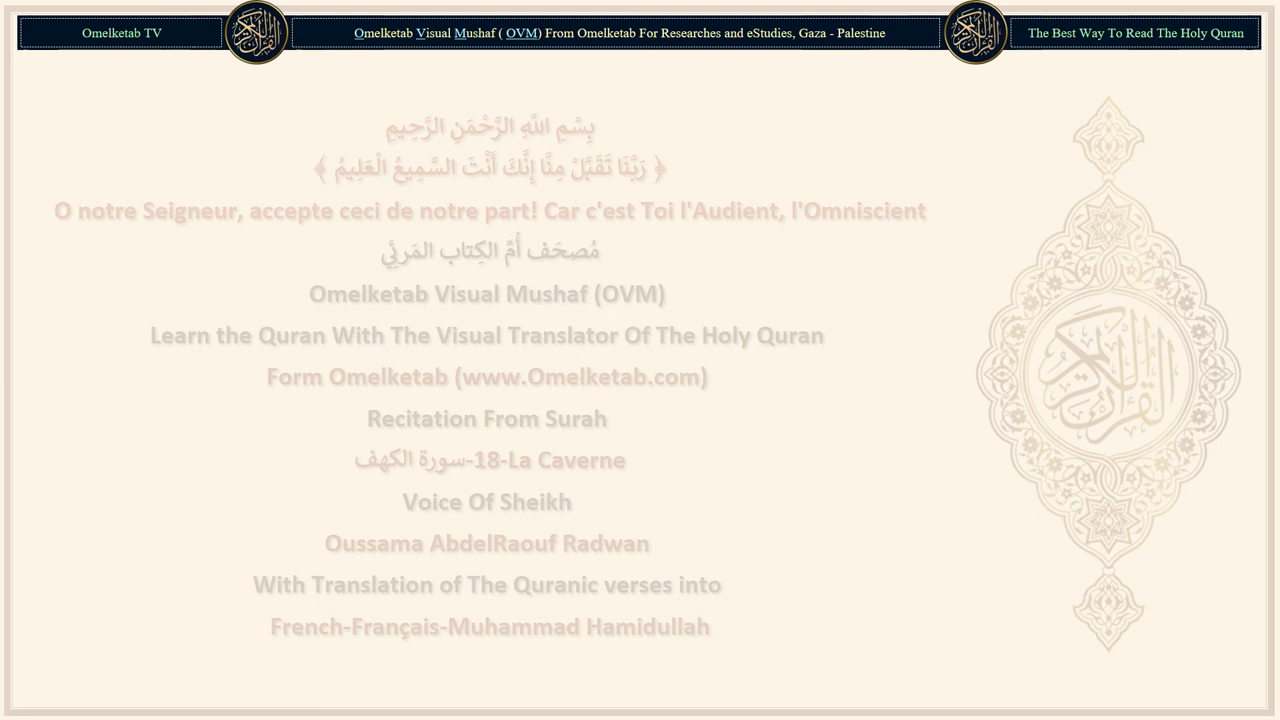 Omelketab TV
Omelketab Visual Mushaf ( OVM) From Omelketab For Researches and eStudies, Gaza - Palestine
The Best Way To Read The Holy Quran
بِسْمِ اللَّهِ الرَّحْمَنِ الرَّحِيمِ
﴿ رَبَّنَا تَقَبَّلْ مِنَّا إِنَّكَ أَنْتَ السَّمِيعُ الْعَلِيمُ ﴾
O notre Seigneur, accepte ceci de notre part! Car c'est Toi l'Audient, l'Omniscient
مُصحَف أُمّ الكِتاب المَرئِي
Omelketab Visual Mushaf (OVM)
Learn the Quran With The Visual Translator Of The Holy Quran
Form Omelketab (www.Omelketab.com)
Recitation From Surah
سورة الكهف-18-La Caverne
Voice Of Sheikh
Oussama AbdelRaouf Radwan
With Translation of The Quranic verses into
French-Français-Muhammad Hamidullah
القرآن الكريم